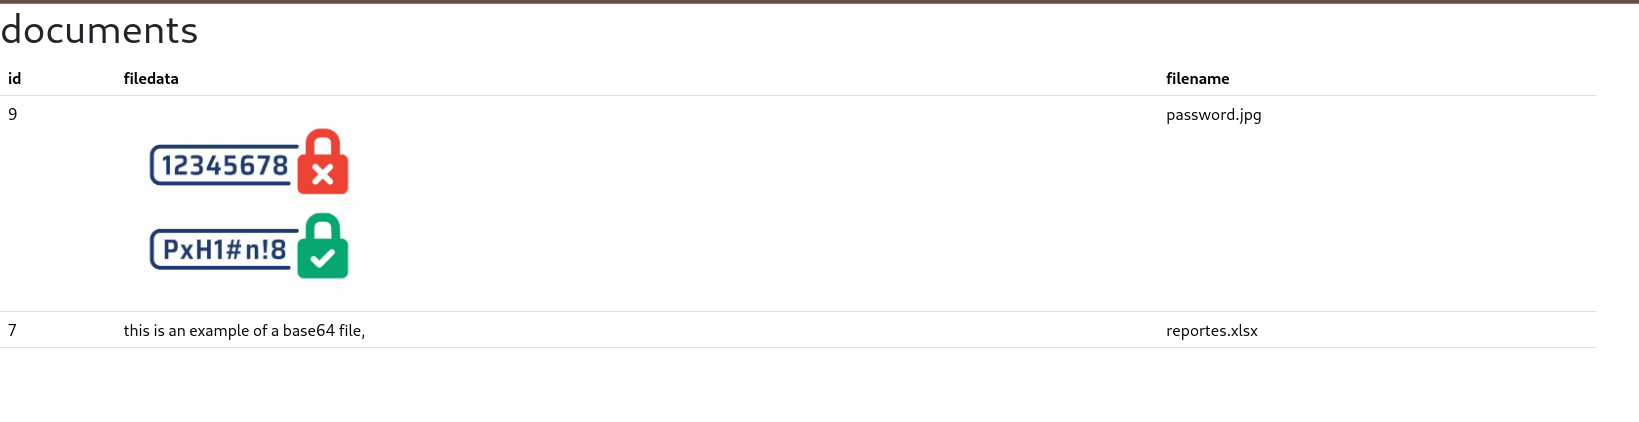 documents
id filedata filename
9 password.jpg
12345678
PxH1#n!8
7 this is an example of a base64 file, reportes.xlsx